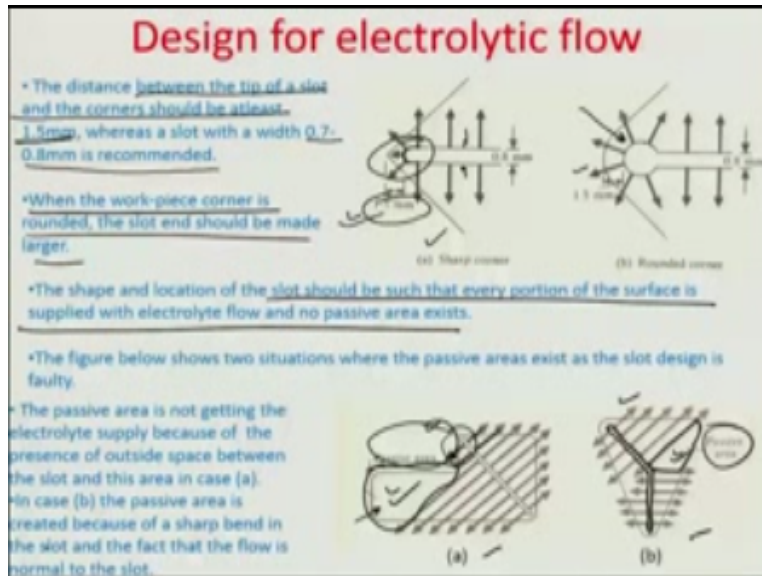 Design for electrolytic flow
• The distance between the tip of a slot
and the corners should be atleast
1.5mm, whereas a slot with a width 0.7-
0.8mm is recommended.
•When the work-piece corner is
rounded, the slot end should be made
larger.
0.8 mm
1.5 mm
(a) Sharp corner
(b) Rounded corner
•The shape and location of the slot should be such that every portion of the surface is
supplied with electrolyte flow and no passive area exists.
•The figure below shows two situations where the passive areas exist as the slot design is
faulty.
• The passive area is not getting the
electrolyte supply because of the
presence of outside space between
the slot and this area in case (a).
•In case (b) the passive area is
created because of a sharp bend in
the slot and the fact that the flow is
normal to the slot.
Passive
area
(a)
(b)